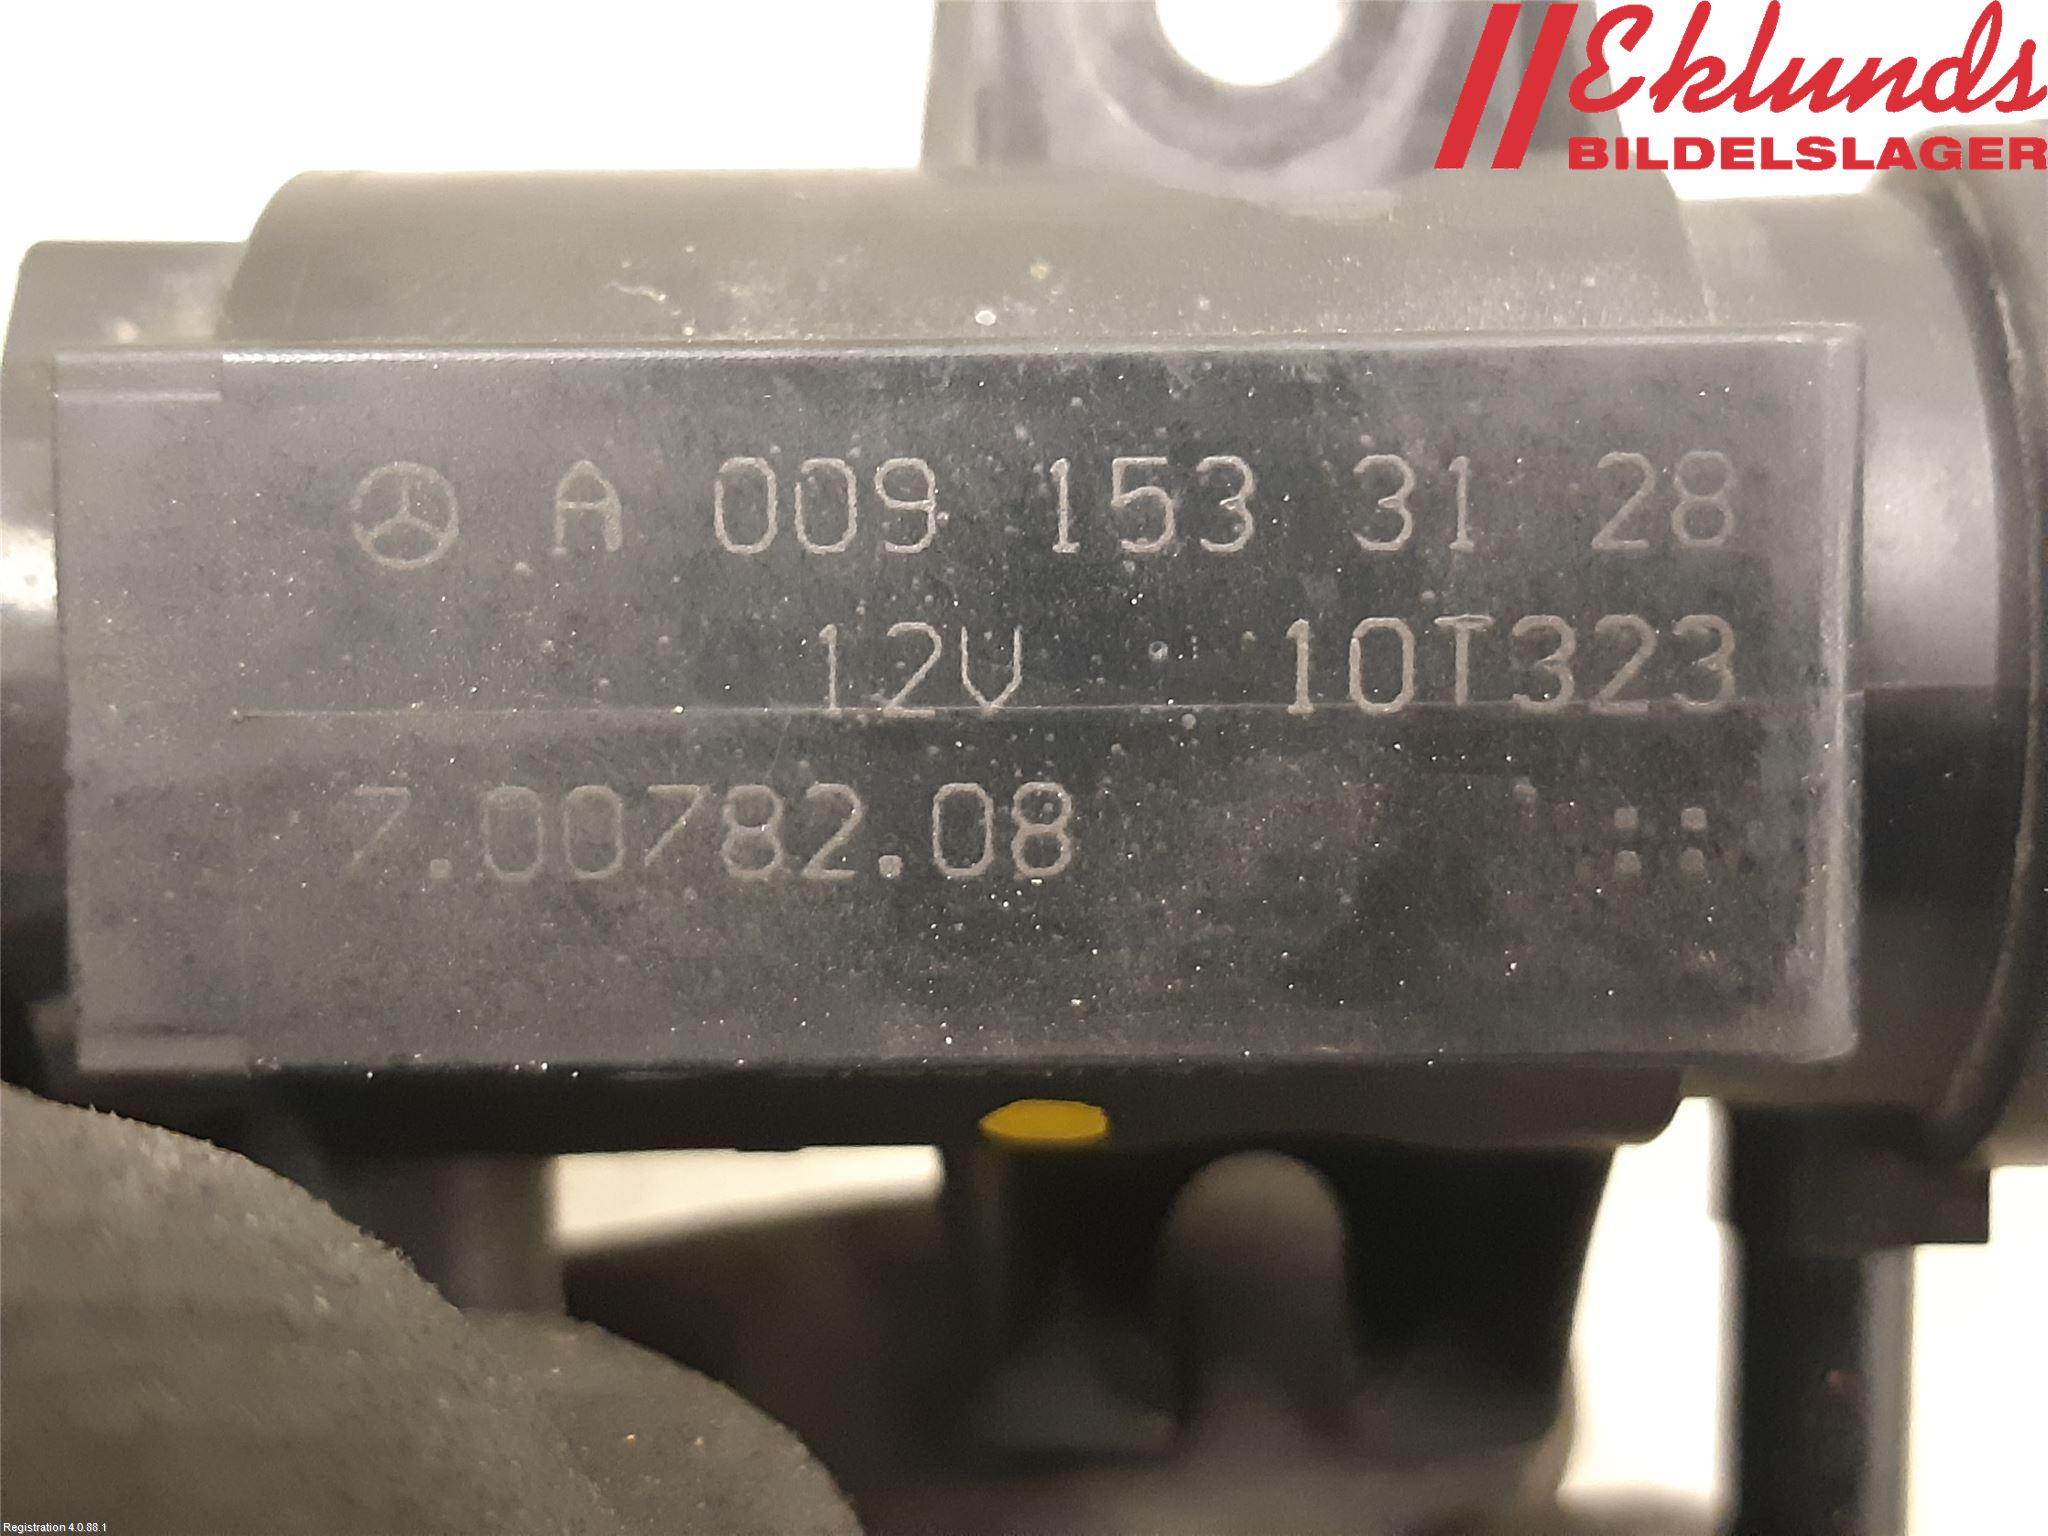 Eklunds
BILDELSLAGER
A 009 153 31 28
12V 10T323
7.00782.08
Registration 4.0.88.1